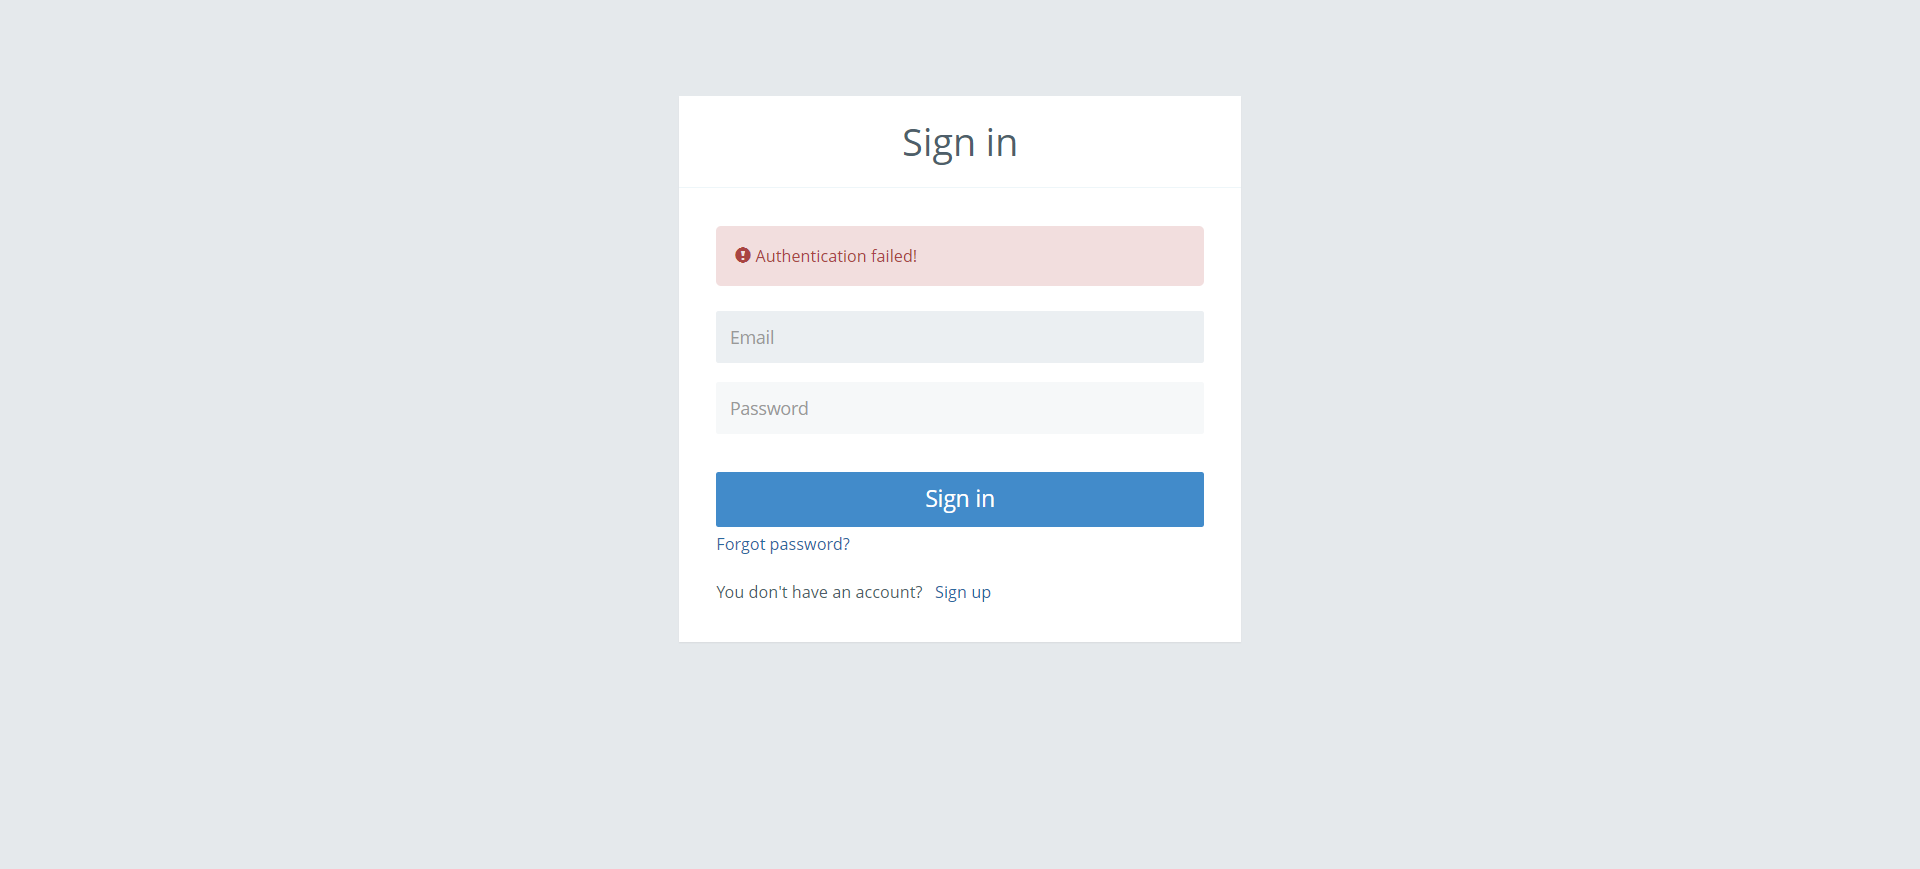 Sign in
Authentication failed!
Email
Password
Sign in
Forgot password?
You don't have an account? Sign up